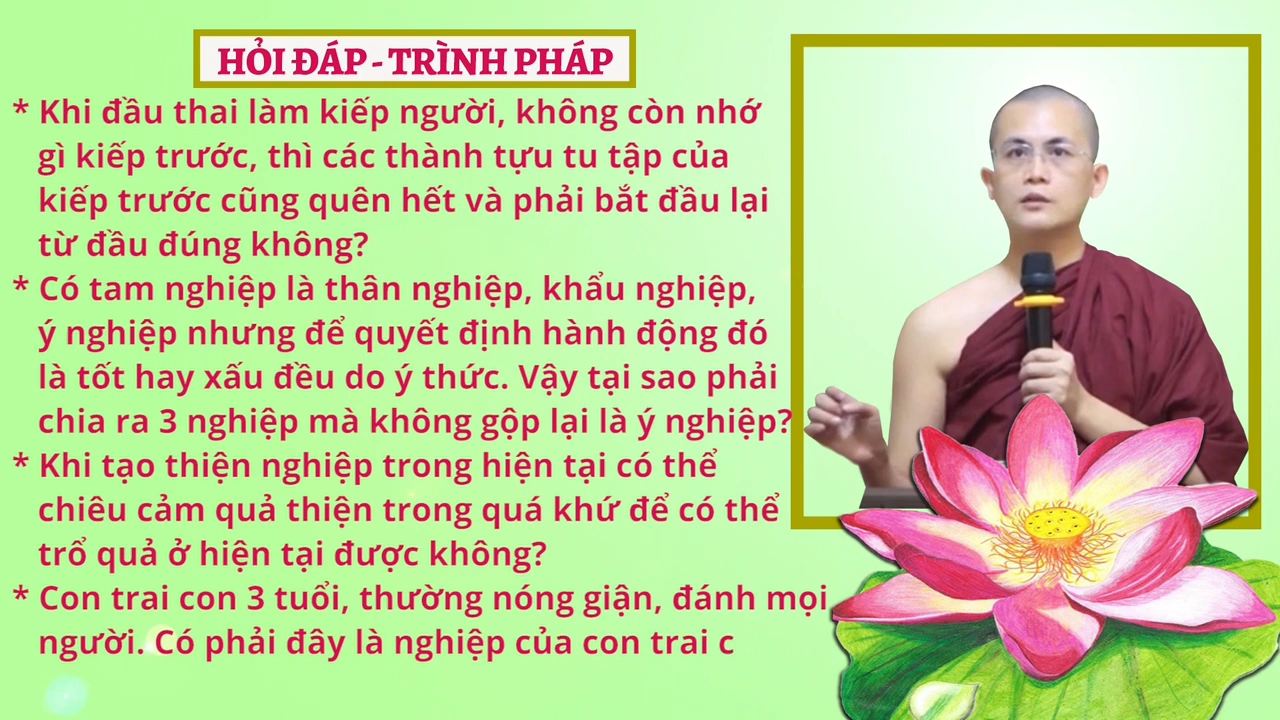 HỎI ĐÁP - TRÌNH PHÁP
* Khi đầu thai làm kiếp người, không còn nhớ
gì kiếp trước, thì các thành tựu tu tập của
kiếp trước cũng quên hết và phải bắt đầu lại
từ đầu đúng không?
* Có tam nghiệp là thân nghiệp, khẩu nghiệp,
ý nghiệp nhưng để quyết định hành động đó
là tốt hay xấu đều do ý thức. Vậy tại sao phải
chia ra 3 nghiệp mà không gộp lại là ý nghiệp?
* Khi tạo thiện nghiệp trong hiện tại có thể
chiêu cảm quả thiện trong quá khứ để có thể
trổ quả ở hiện tại được không?
* Con trai con 3 tuổi, thường nóng giận, đánh mọi
người. Có phải đây là nghiệp của con trai c